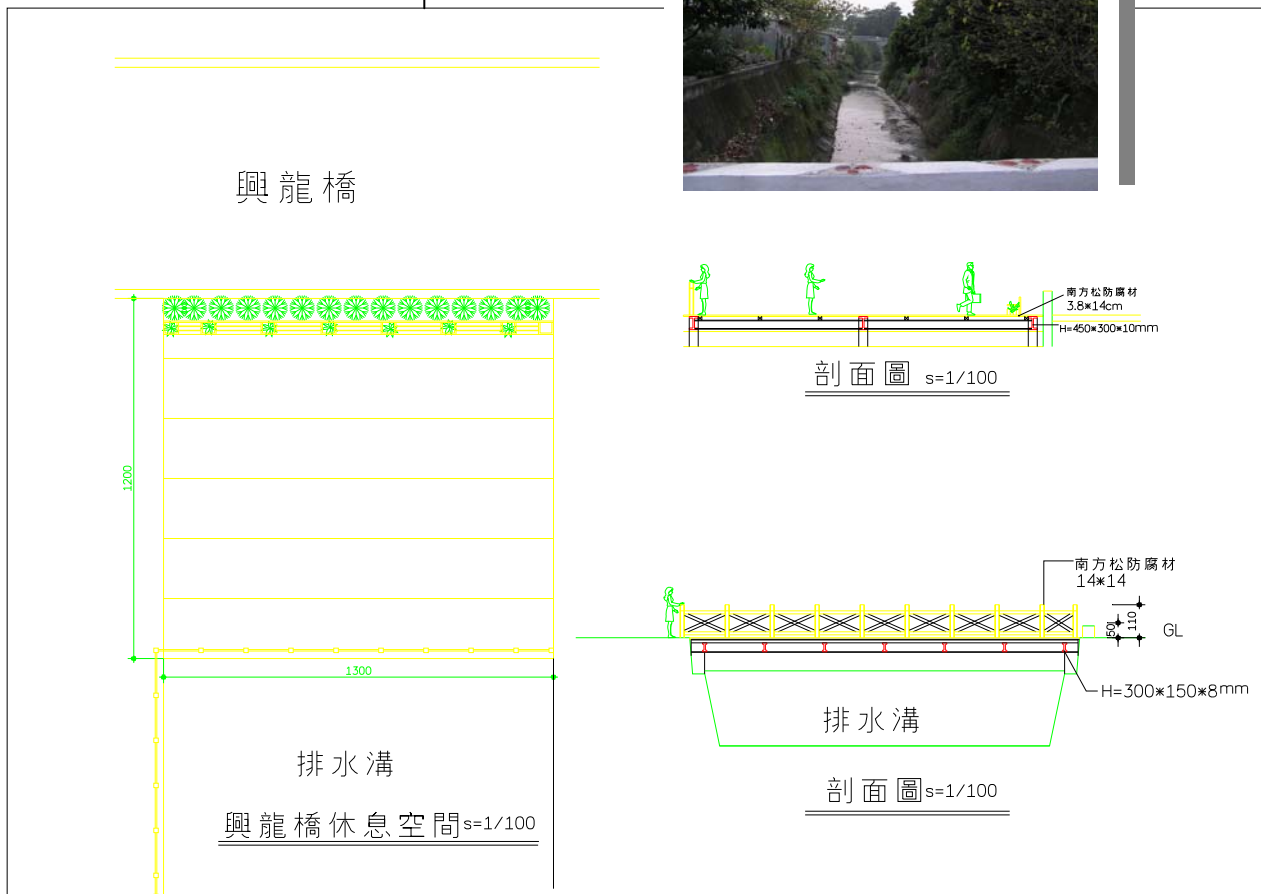 興龍橋
1200
1300
排水溝
興龍橋休息空間s=1/100
南方松防腐材
3.8*14cm
H=450*300*10mm
剖面圖 s=1/100
南方松防腐材
14*14
50
110
GL
H=300*150*8mm
排水溝
剖面圖s=1/100